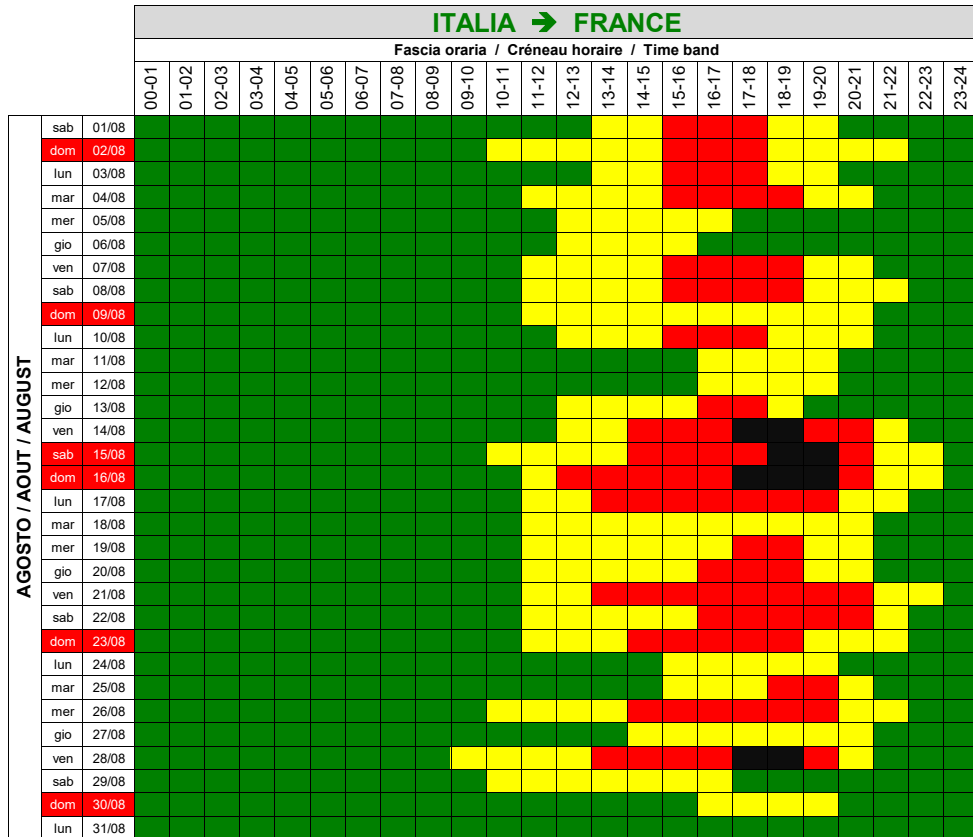 ITALIA ➔ FRANCE
Fascia oraria / Créneau horaire / Time band
00-01 01-02 02-03 03-04 04-05 05-06 06-07 07-08 08-09 09-10 10-11 11-12 12-13 13-14 14-15 15-16 16-17 17-18 18-19 19-20 20-21 21-22 22-23 23-24
AGOSTO / AOUT / AUGUST
sab 01/08
dom 02/08
lun 03/08
mar 04/08
mer 05/08
gio 06/08
ven 07/08
sab 08/08
dom 09/08
lun 10/08
mar 11/08
mer 12/08
gio 13/08
ven 14/08
sab 15/08
dom 16/08
lun 17/08
mar 18/08
mer 19/08
gio 20/08
ven 21/08
sab 22/08
dom 23/08
lun 24/08
mar 25/08
mer 26/08
gio 27/08
ven 28/08
sab 29/08
dom 30/08
lun 31/08